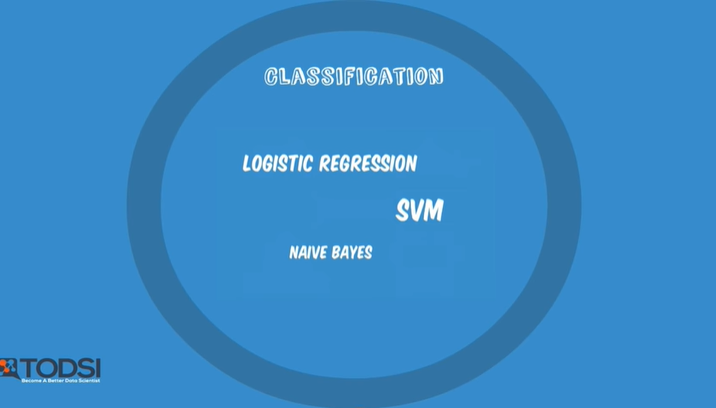 CLASSIFICATION
LOGISTIC REGRESSION
SVM
NAIVE BAYES
TODSI
Become A Better Data Scientist